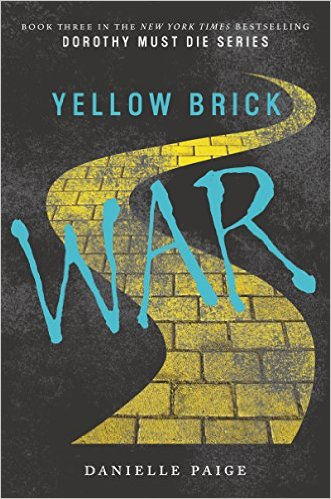 BOOK THREE IN THE NEW YORK TIMES BESTSELLING
DOROTHY MUST DIE SERIES
YELLOW BRICK
WAR
DANIELLE PAIGE